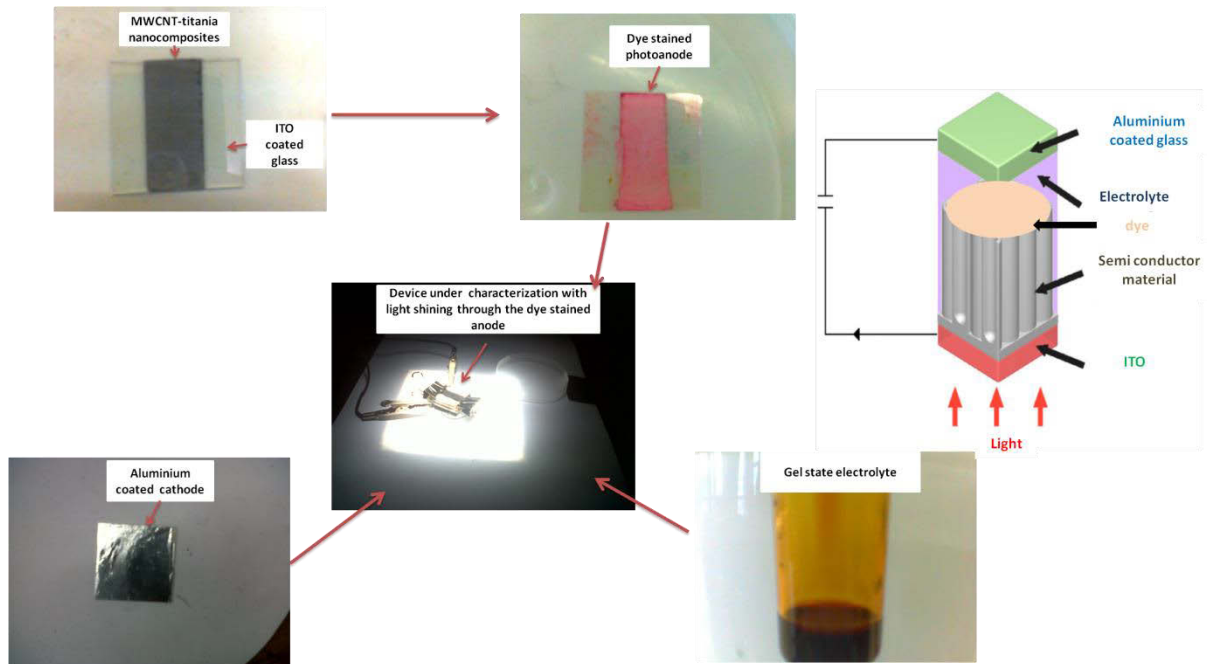 MWCNT-titania
nanocomposites
ITO
coated
glass
Dye stained
photoanode
Device under characterization with
light shining through the dye stained
anode
Aluminium
coated cathode
Gel state electrolyte
Aluminium
coated glass
Electrolyte
dye
Semi conductor
material
ITO
Light